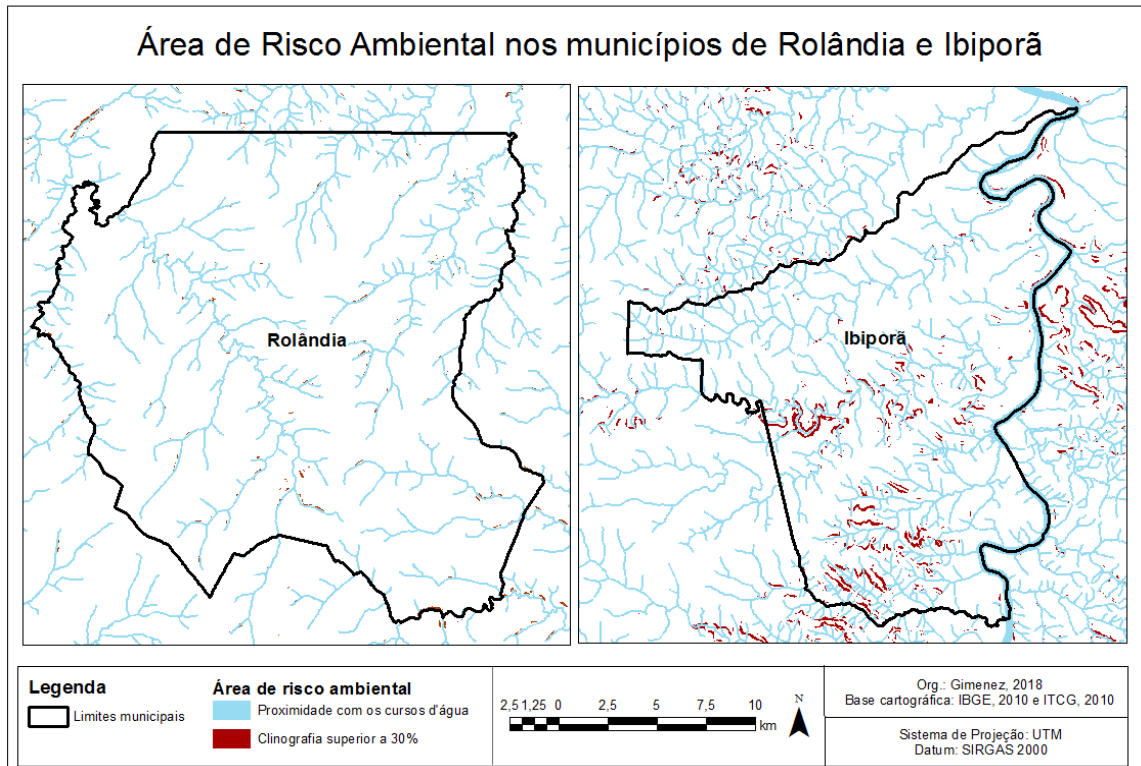 Área de Risco Ambiental nos municípios de Rolândia e Ibiporã
Rolândia
Ibiporã
Legenda
Limites municipais
Área de risco ambiental
Proximidade com os cursos d'água
Clinografia superior a 30%
2,5 1,25 0 2,5 5 7,5 10
km
N
Org.: Gimenez, 2018
Base cartográfica: IBGE, 2010 e ITCG, 2010
Sistema de Projeção: UTM
Datum: SIRGAS 2000